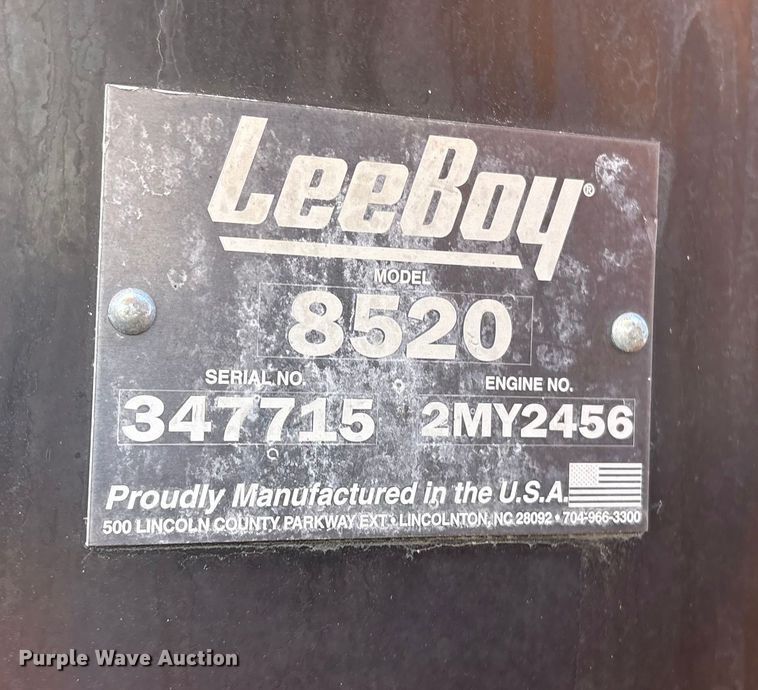 LeeBoy®
MODEL
8520
SERIAL NO. ENGINE NO.
347715 2MY2456
Proudly Manufactured in the U.S.A.
500 LINCOLN COUNTY PARKWAY EXT • LINCOLNTON, NC 28092 • 704-966-3300
Purple Wave Auction